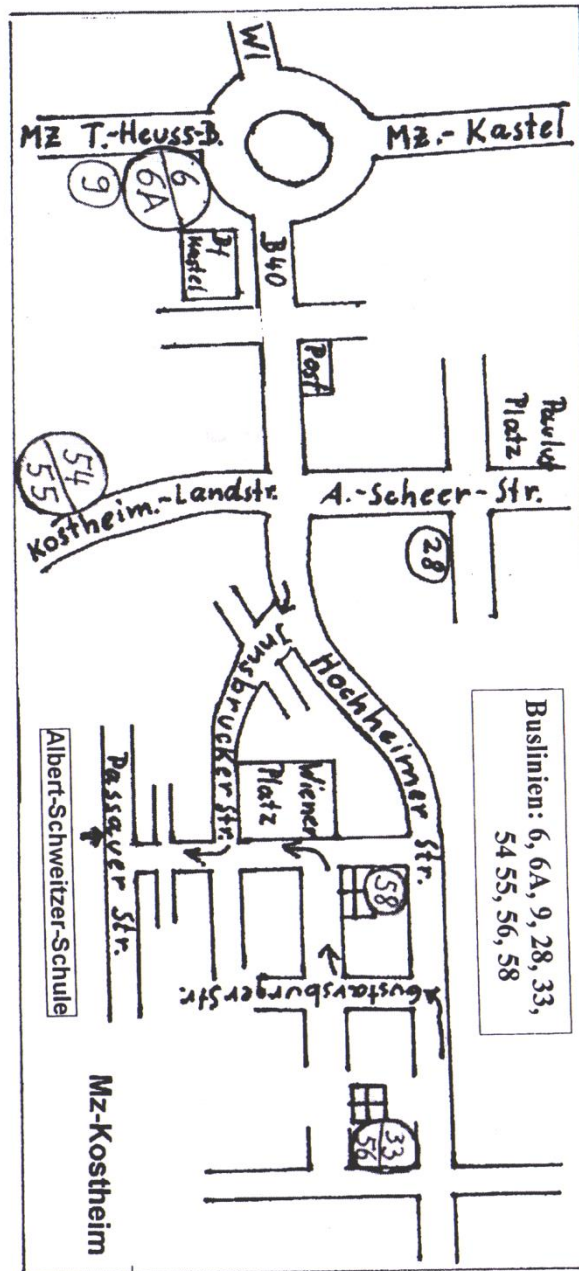 WI
Mz T.-Heuss-B.
Mz.-Kastel
6
6A
9
Bf
Kastel
B40
Post
Paulus
Platz
54
55
Kostheim.-Landstr.
A.-Scheer-Str.
28
Innsbrucker Str.
Hochheimer Str.
Buslinien: 6, 6A, 9, 28, 33,
54 55, 56, 58
Wiener
Platz
58
Passauer Str.
Albert-Schweitzer-Schule
Gustavsburger Str.
33
56
Mz-Kostheim